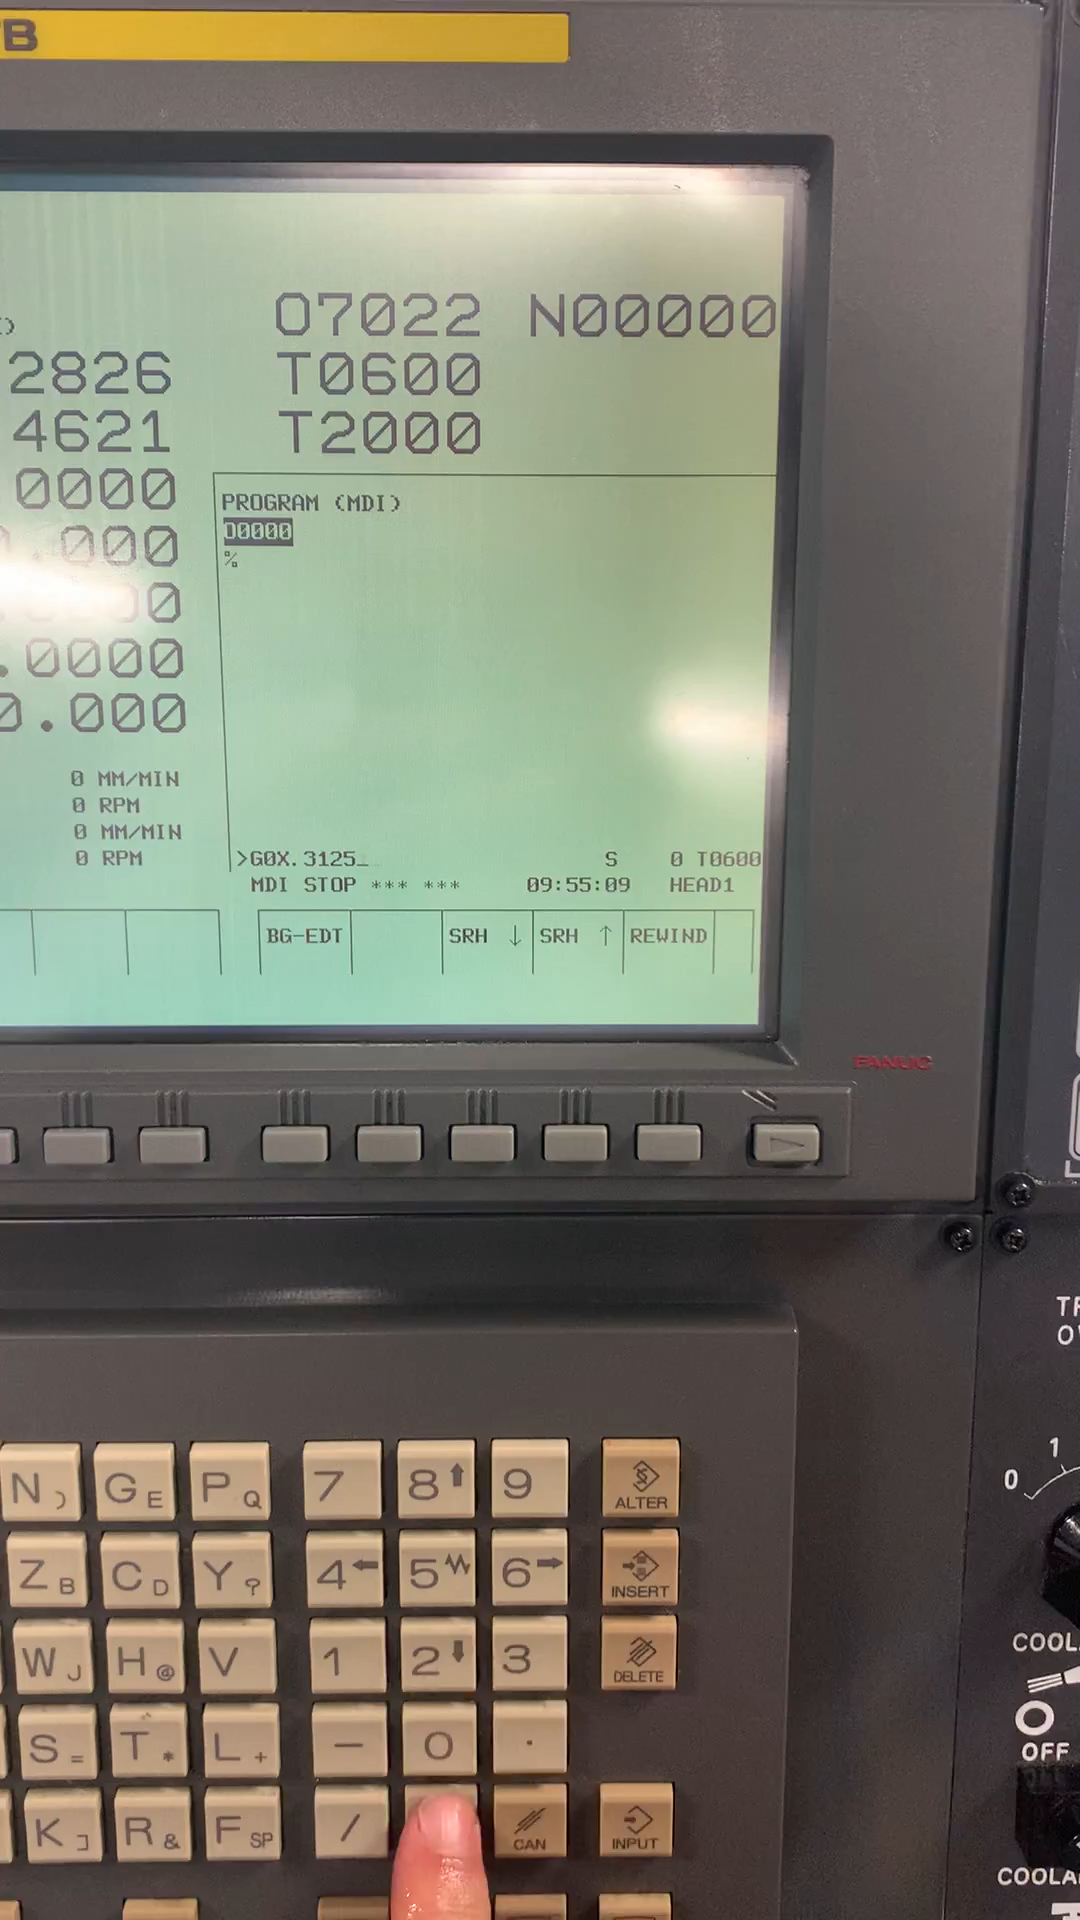 B
O7022 N00000
2826 T0600
4621 T2000
0000
PROGRAM (MDI)
O0000
%
.000
.0000
0.000
0 MM/MIN
0 RPM
0 MM/MIN
0 RPM
>G0X.3125_ S 0 T0600
MDI STOP *** *** 09:55:09 HEAD1
BG-EDT SRH ↓ SRH ↑ REWIND
FANUC
N ) G E P Q 7 8 ↑ 9 ALTER
Z B C D Y ? 4 ← 5 6 → INSERT
W J H @ V 1 2 ↓ 3 DELETE
S = T * L + - 0 .
K ] R & F SP / CAN INPUT
0 1
COOL
OFF
COOLA